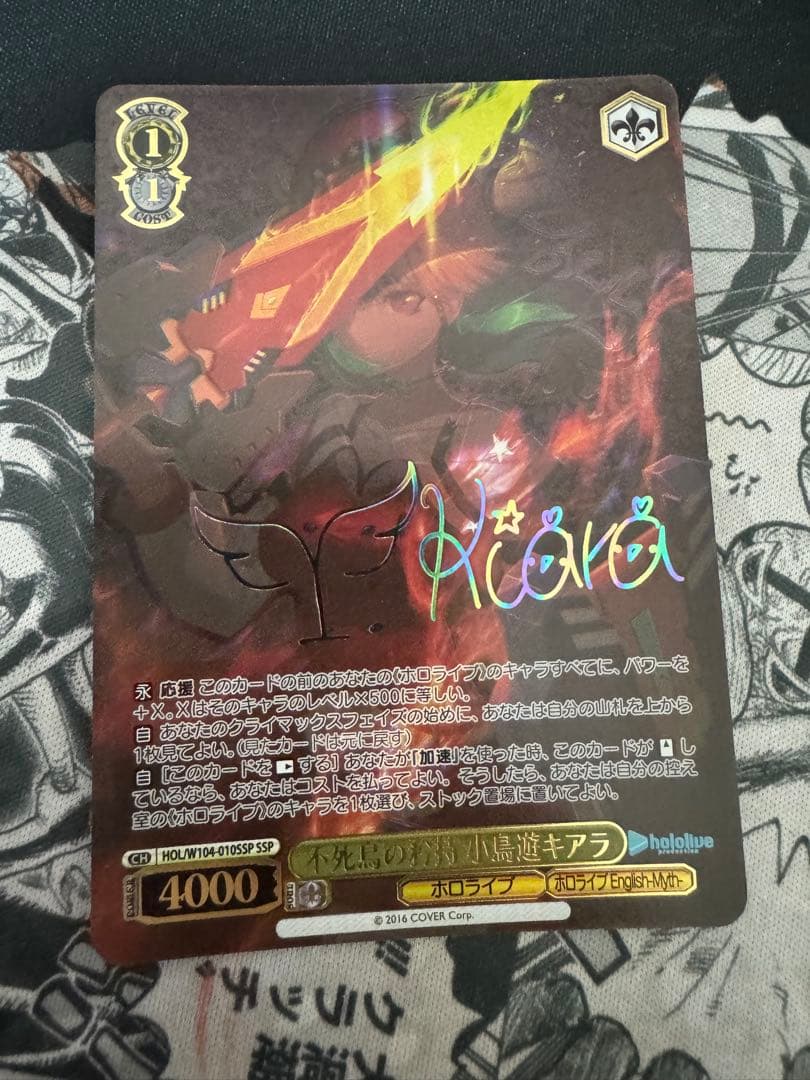 LEVEL
1
1
COST
Kiara
永 応援 このカードの前のあなたの《ホロライブ》のキャラすべてに、パワーを
+X。Xはそのキャラのレベル×500に等しい。
自 あなたのクライマックスフェイズの始めに、あなたは自分の山札を上から
1枚見てよい。(見たカードは元に戻す)
自 [このカードを する] あなたが「加速」を使った時、このカードが し
ているなら、あなたはコストを払ってよい。そうしたら、あなたは自分の控え
室の《ホロライブ》のキャラを1枚選び、ストック置場に置いてよい。
CH HOL/W104-010SSP SSP
不死鳥の 小鳥遊キアラ
hololive
production
POWER 4000 SOUL
ホロライブ
ホロライブ English-Myth-
© 2016 COVER Corp.
クラッチ